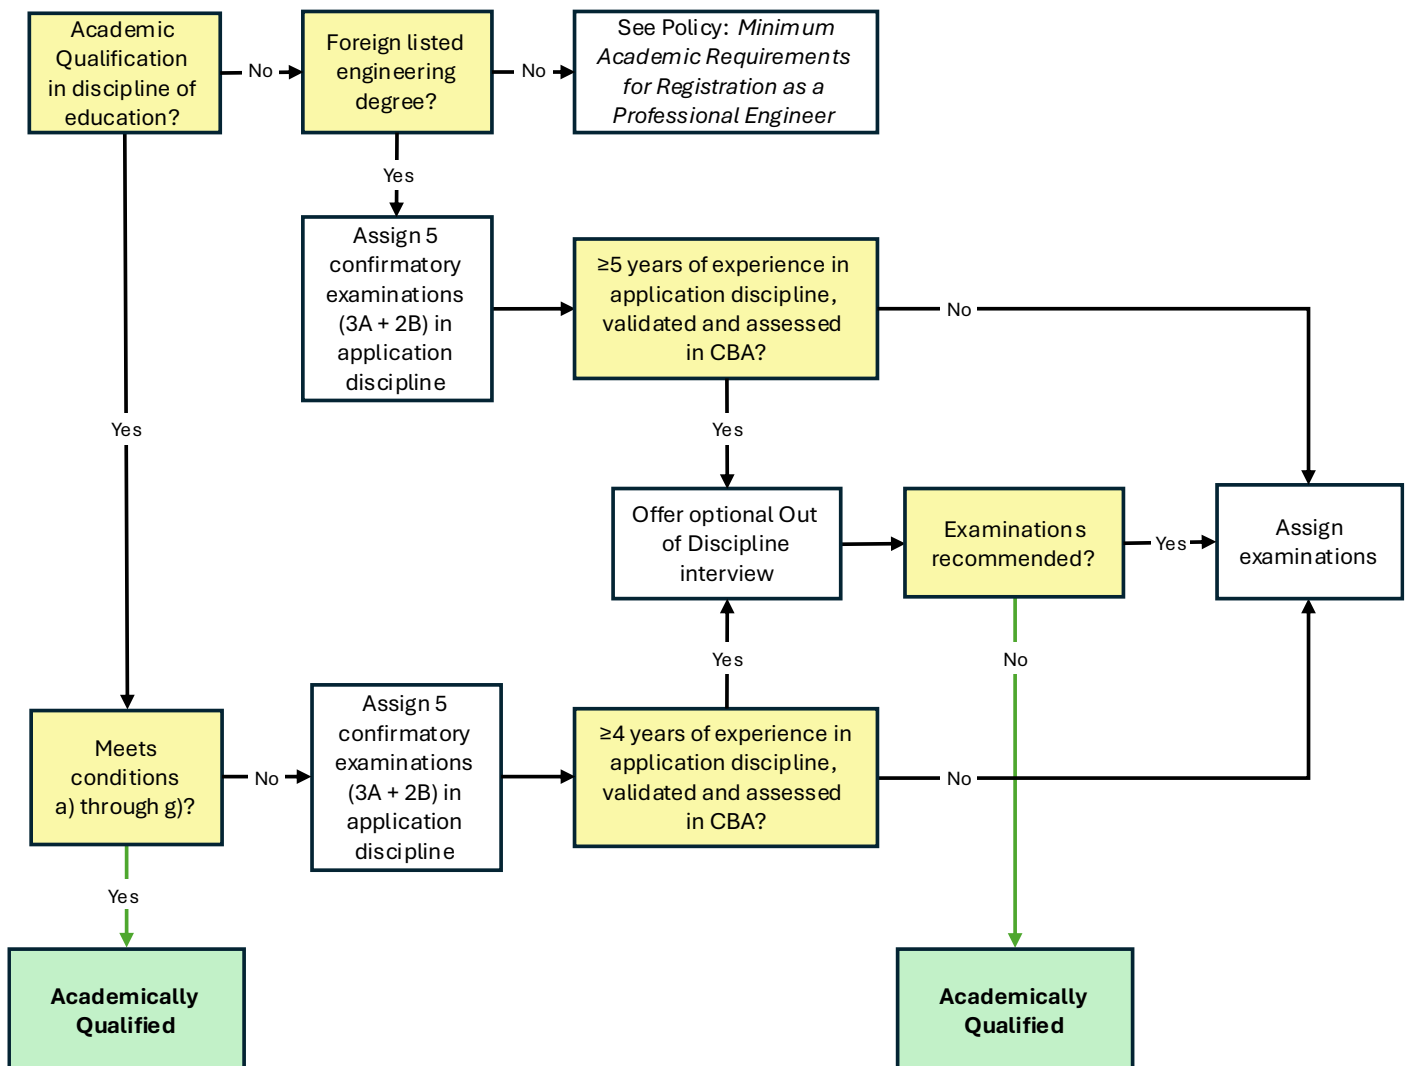 Academic
Qualification
in discipline of
education?
No
Foreign listed
engineering
degree?
No
See Policy: Minimum
Academic Requirements
for Registration as a
Professional Engineer
Yes
Assign 5
confirmatory
examinations
(3A + 2B) in
application
discipline
≥5 years of experience in
application discipline,
validated and assessed
in CBA?
No
Yes
Yes
Offer optional Out
of Discipline
interview
Examinations
recommended?
Yes
Assign
examinations
Yes
No
Meets
conditions
a) through g)?
No
Assign 5
confirmatory
examinations
(3A + 2B) in
application
discipline
≥4 years of experience in
application discipline,
validated and assessed
in CBA?
No
Yes
Academically
Qualified
Academically
Qualified